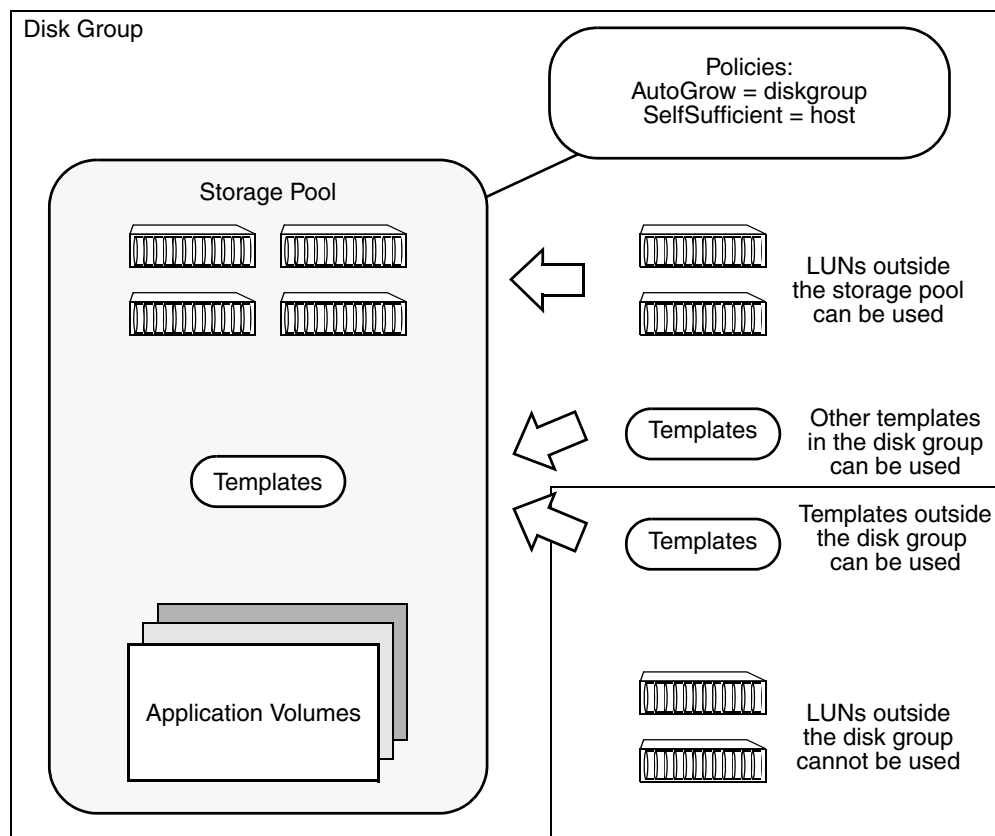 Disk Group
Policies:
AutoGrow = diskgroup
SelfSufficient = host
Storage Pool
LUNs outside
the storage pool
can be used
Templates
Other templates
in the disk group
can be used
Templates
Templates
Templates outside
the disk group
can be used
Application Volumes
LUNs outside
the disk group
cannot be used